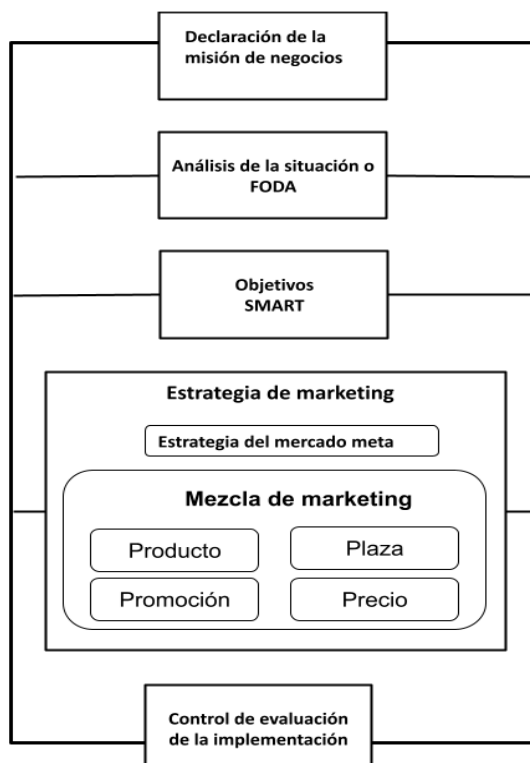 Declaración de la
misión de negocios
Análisis de la situación o
FODA
Objetivos
SMART
Estrategia de marketing
Estrategia del mercado meta
Mezcla de marketing
Producto
Plaza
Promoción
Precio
Control de evaluación
de la implementación